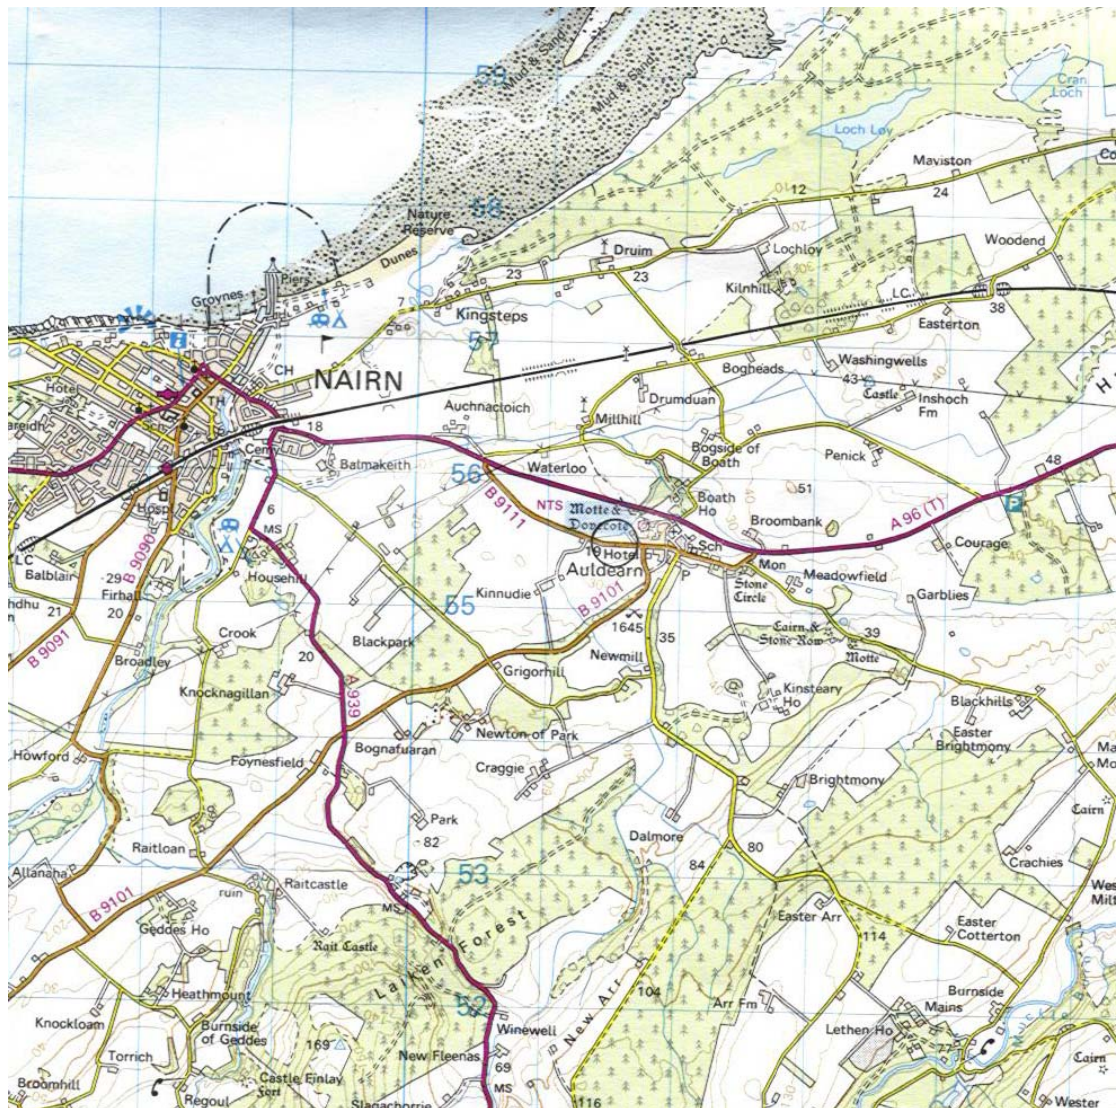 59
Mud & Sand
Mud & Sand
Cran
Loch
Loch Loy
Maviston
24
12
58
Nature
Reserve
Dunes
Druim
23
23
Lochloy
Woodend
Piers
Groynes
7
Kingsteps
Kilnhill
LC
38
Easterton
57
Washingwells
Bogheads
43
Castle
Inshoch
Fm
CH
NAIRN
Hotel
TH
Sch
Auchnacloich
Drumduan
Millhill
18
Cemy
Balmakeith
Bogside of
Boath
Penick
48
Waterloo
56
B 9111
NTS
Motte &
Dovecote
Boath
Ho
51
Broombank
A 96 (T)
P
Hospl
6
MS
LC
Balblair
B 9090
29
Firhall
20
21
Househill
19
Hotel
Auldearn
Sch
P
Mon
Courage
Stone
Circle
Meadowfield
Garblies
Kinnudie
B 9101
55
1645
35
Cairn &
Stone Row
39
Motte
B 9091
Crook
Blackpark
Broadley
20
Newmill
Grigorhill
Knocknagillan
A 939
Kinsteary
Ho
Blackhills
Easter
Brightmony
Newton of Park
Howford
Bognafuaran
Foynesfield
Craggie
Brightmony
Cairn
Park
82
Dalmore
80
84
Raitloan
53
Crachies
Allanaha
B 9101
ruin
Raitcastle
MS
Easter Arr
Easter
Cotterton
114
Geddes Ho
Rait Castle
Laiken Forest
Heathmount
52
104
Arr Fm
Burnside
Mains
Knockloam
Burnside
of Geddes
Winewell
New Arr
Lethen Ho
77
169
New Fleenas
Torrich
69
MS
Cairn
Castle Finlay
Fort
Broomhill
Regoul
Slagachorrie
116
Wester